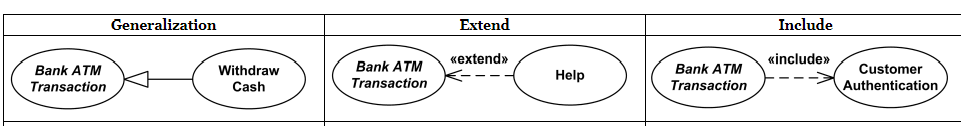 Generalization
Extend
Include
Bank ATM
Transaction
Withdraw
Cash
Bank ATM
Transaction
«extend»
Help
Bank ATM
Transaction
«include»
Customer
Authentication